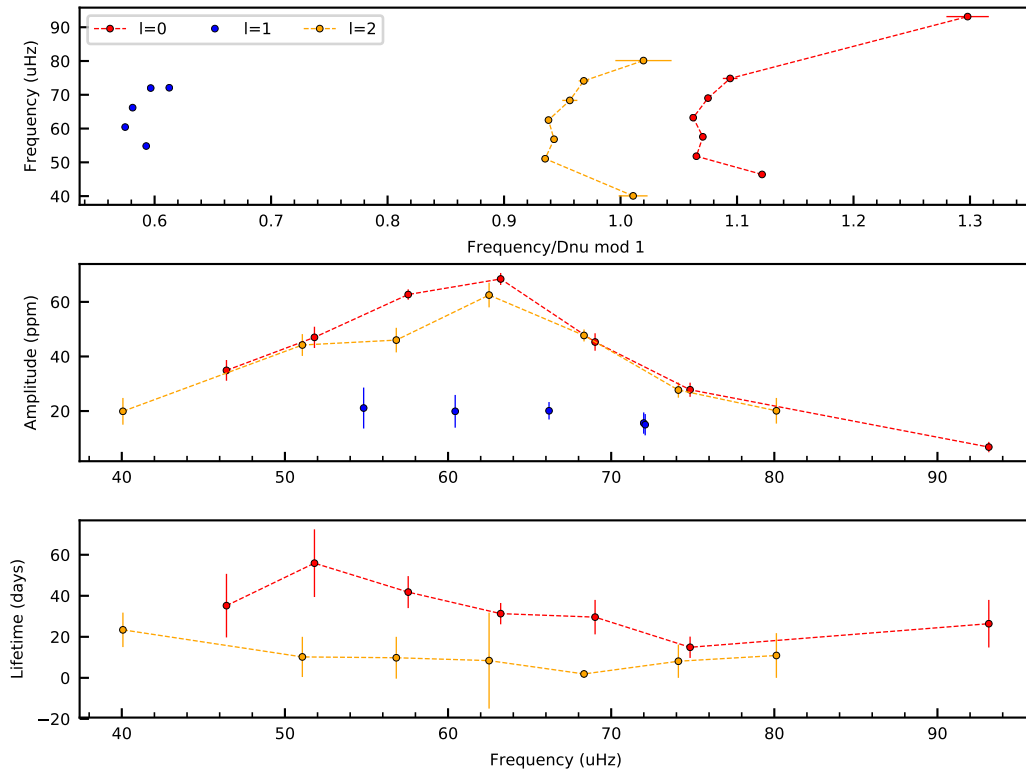 l=0 l=1 l=2
Frequency (uHz)
90
80
70
60
50
40
0.6 0.7 0.8 0.9 1.0 1.1 1.2 1.3
Frequency/Dnu mod 1
Amplitude (ppm)
60
40
20
40 50 60 70 80 90
Lifetime (days)
60
40
20
0
−20
40 50 60 70 80 90
Frequency (uHz)